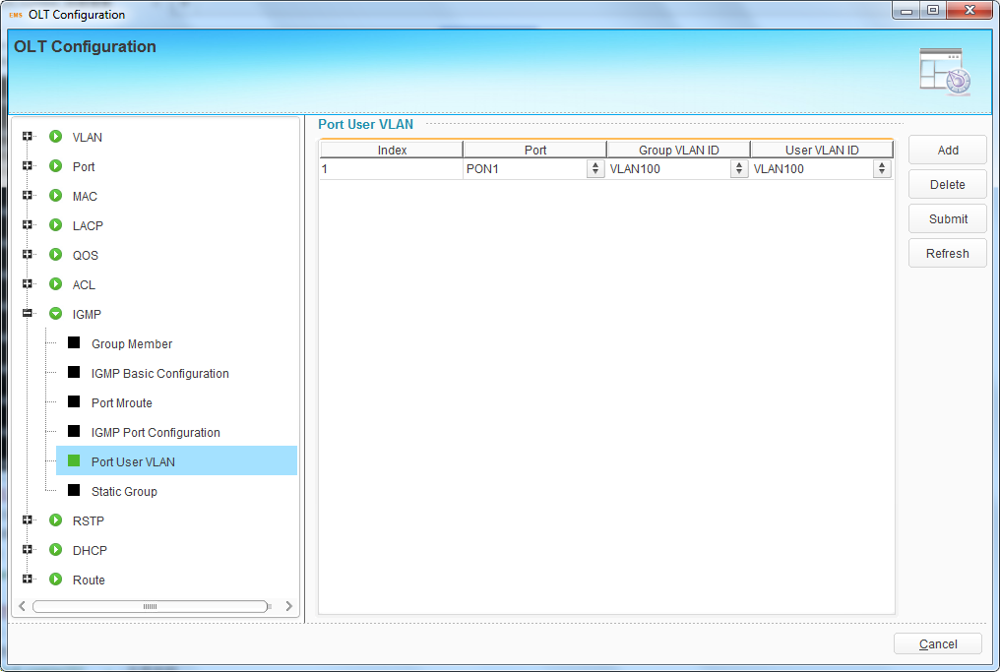 EMS OLT Configuration
OLT Configuration
VLAN
Port
MAC
LACP
QOS
ACL
IGMP
Group Member
IGMP Basic Configuration
Port Mroute
IGMP Port Configuration
Port User VLAN
Static Group
RSTP
DHCP
Route
Port User VLAN
Index Port Group VLAN ID User VLAN ID
1 PON1 VLAN100 VLAN100
Add
Delete
Submit
Refresh
Cancel